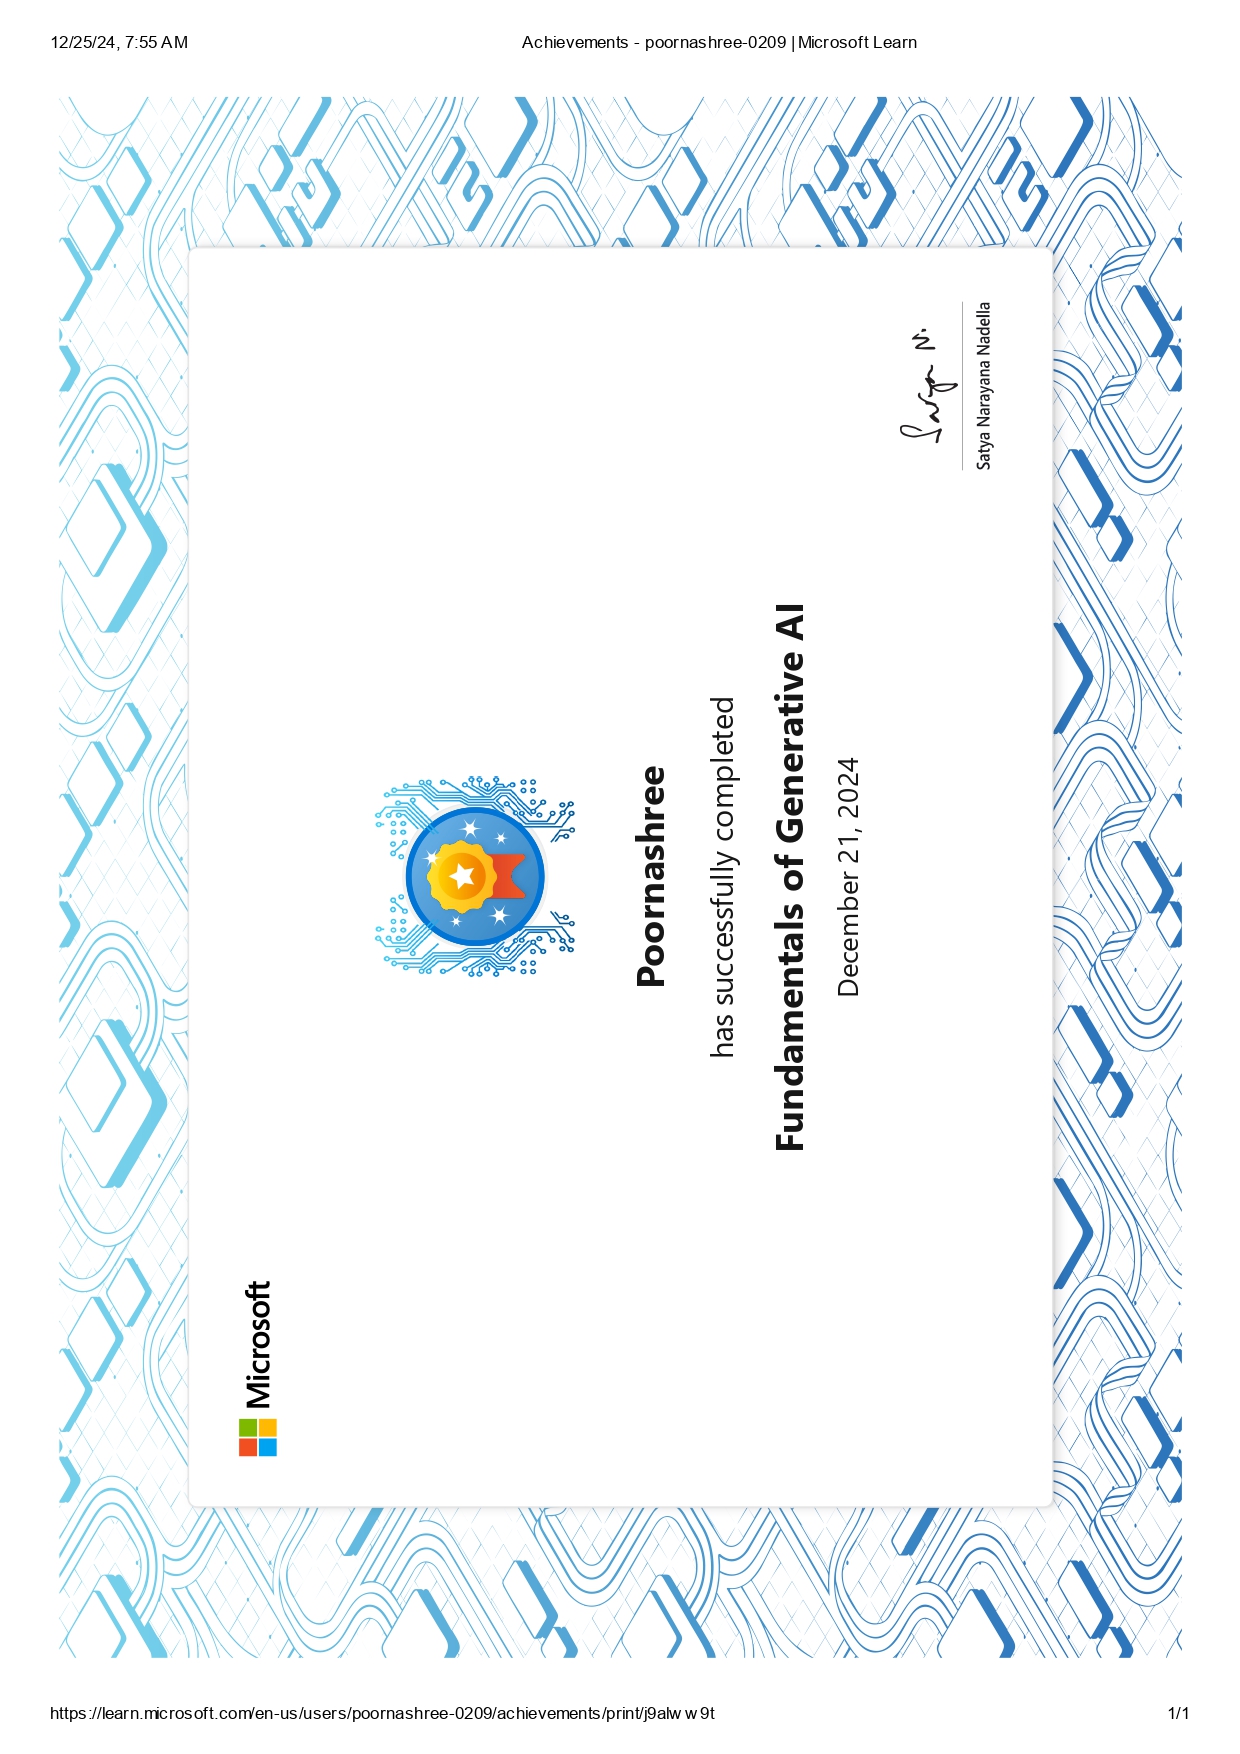 12/25/24, 7:55 AM
Achievements - poornashree-0209 | Microsoft Learn
Microsoft
Poornashree
has successfully completed
Fundamentals of Generative AI
December 21, 2024
Satya N.
Satya Narayana Nadella
https://learn.microsoft.com/en-us/users/poornashree-0209/achievements/print/j9alww9t
1/1